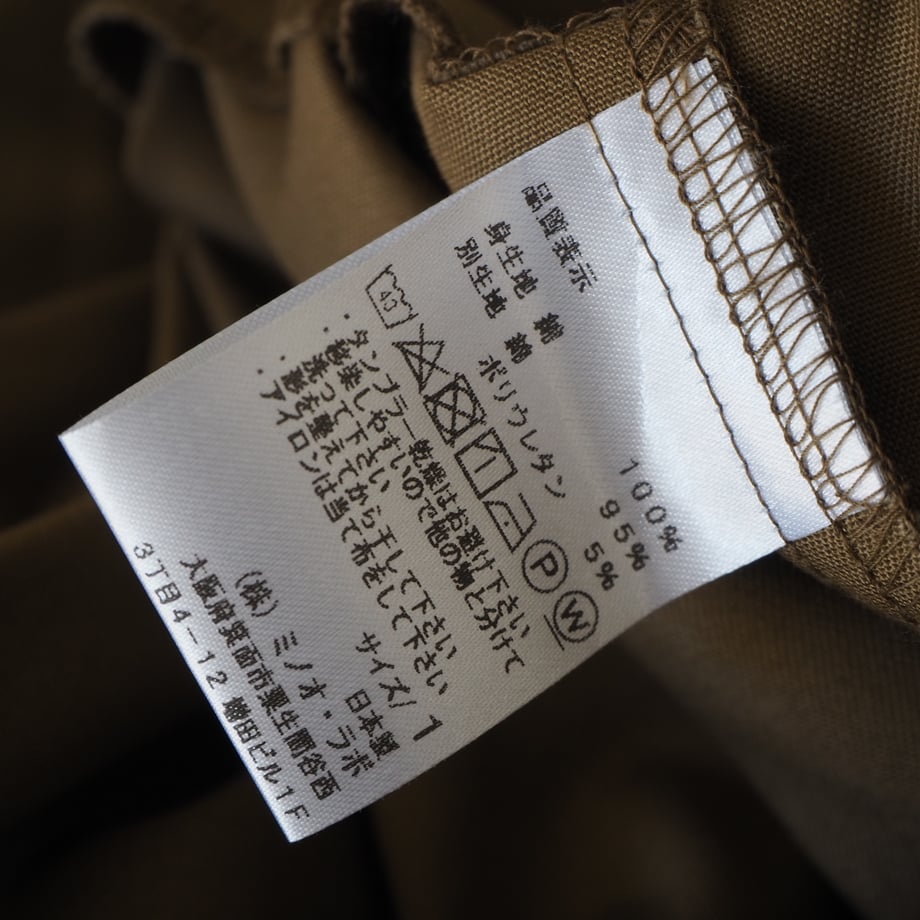 品質表示
身生地 綿 100%
別生地 綿 95%
ポリウレタン 5%
40
P W
・タンブラー乾燥はお避け下さい
・色染しやすいので他の物と分けて
洗って下さい
・形を整えてから干して下さい
・アイロンは当て布をして下さい
サイズ/ 1
日本製
(株) ミノオ・ラボ
大阪府箕面市粟生間谷西
3丁目4-12 増田ビル1F